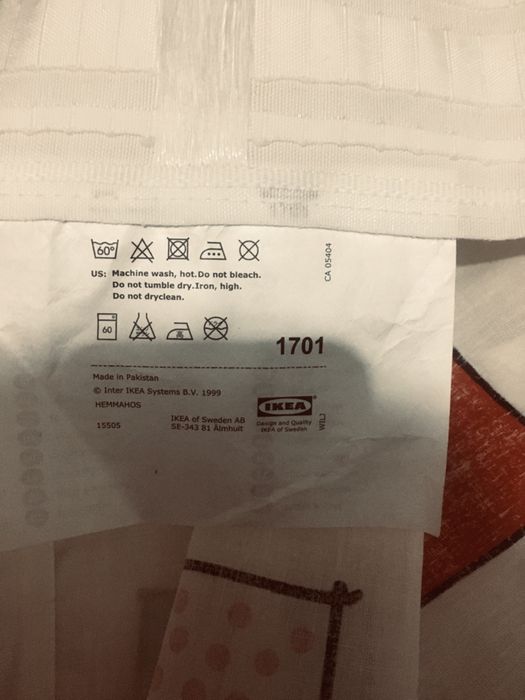 60°
CA 05404
US: Machine wash, hot.Do not bleach.
Do not tumble dry.Iron, high.
Do not dryclean.
60
1701
Made in Pakistan
© Inter IKEA Systems B.V. 1999
HEMMAHOS
15505
IKEA of Sweden AB
SE-343 81 Älmhult
IKEA
Design and Quality
IKEA of Sweden